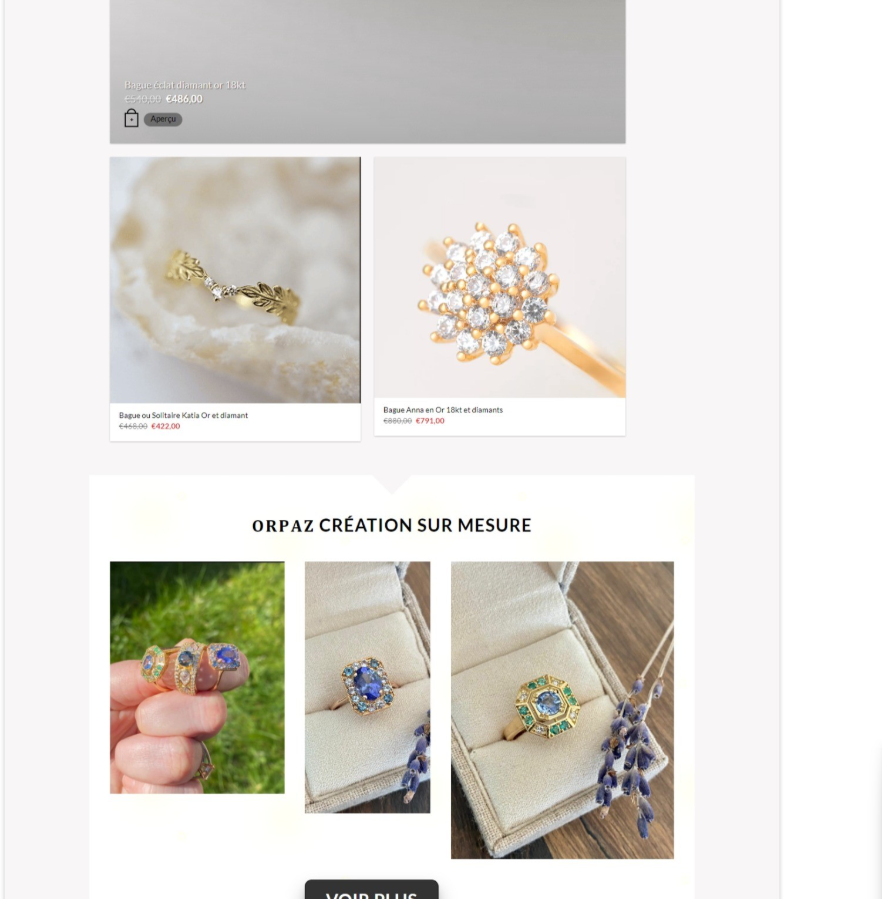 Bague éclat diamant or 18kt
€540,00 €486,00
Aperçu
Bague ou Solitaire Katia Or et diamant
€468,00 €422,00
Bague Anna en Or 18kt et diamants
€880,00 €791,00
ORPAZ CRÉATION SUR MESURE
VOIR PLUS